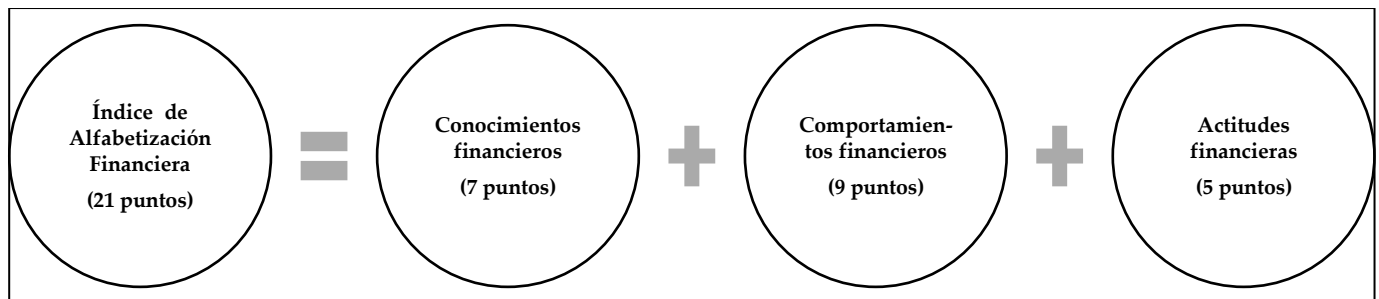 Índice de
Alfabetización
Financiera
(21 puntos)
Conocimientos
financieros
(7 puntos)
Comportamien-
tos financieros
(9 puntos)
Actitudes
financieras
(5 puntos)